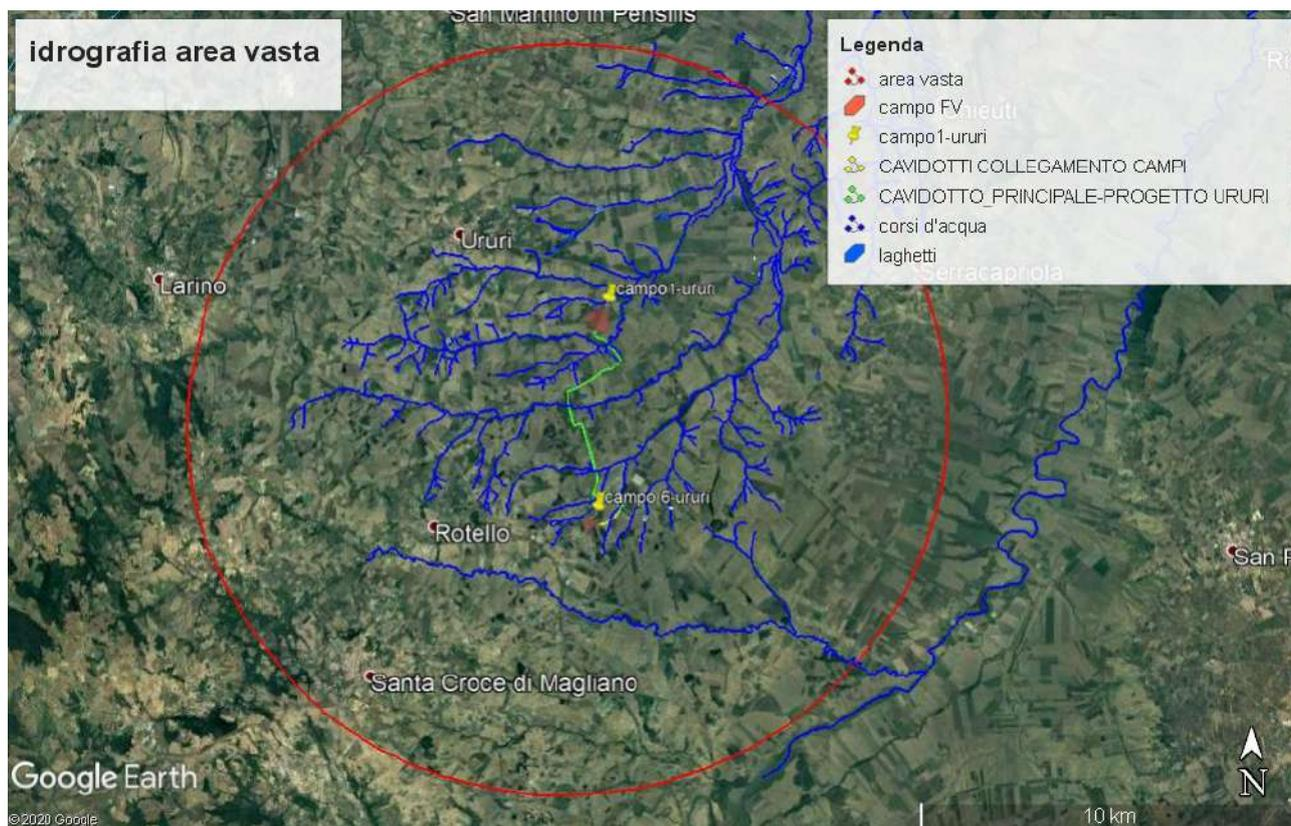 San Martino in Pensilis
idrografia area vasta
Legenda
area vasta
campo FV
campo1-ururi
CAVIDOTTI COLLEGAMENTO CAMPI
CAVIDOTTO_PRINCIPALE-PROGETTO URURI
corsi d'acqua
laghetti
Ri
Chieuti
Serracapriola
Ururi
Larino
campo1-ururi
campo 6-ururi
Rotello
San P
Santa Croce di Magliano
Google Earth
©2020 Google
N
10 km